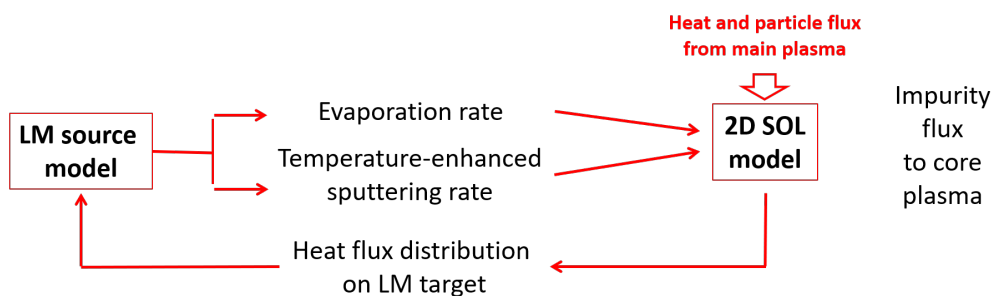 Heat and particle flux
from main plasma
LM source
model
Evaporation rate
Temperature-enhanced
sputtering rate
2D SOL
model
Impurity
flux
to core
plasma
Heat flux distribution
on LM target